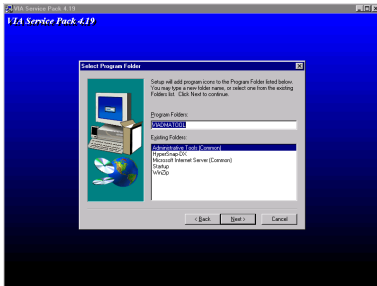 VIA Service Pack 4.19
VIA Service Pack 4.19
Select Program Folder
Setup will add program icons to the Program Folder listed below.
You may type a new folder name, or select one from the existing
Folders list. Click Next to continue.
Program Folders:
VIADMATOOL
Existing Folders:
Administrative Tools (Common)
HyperSnap-DX
Microsoft Internet Server (Common)
Startup
WinZip
< Back
Next >
Cancel